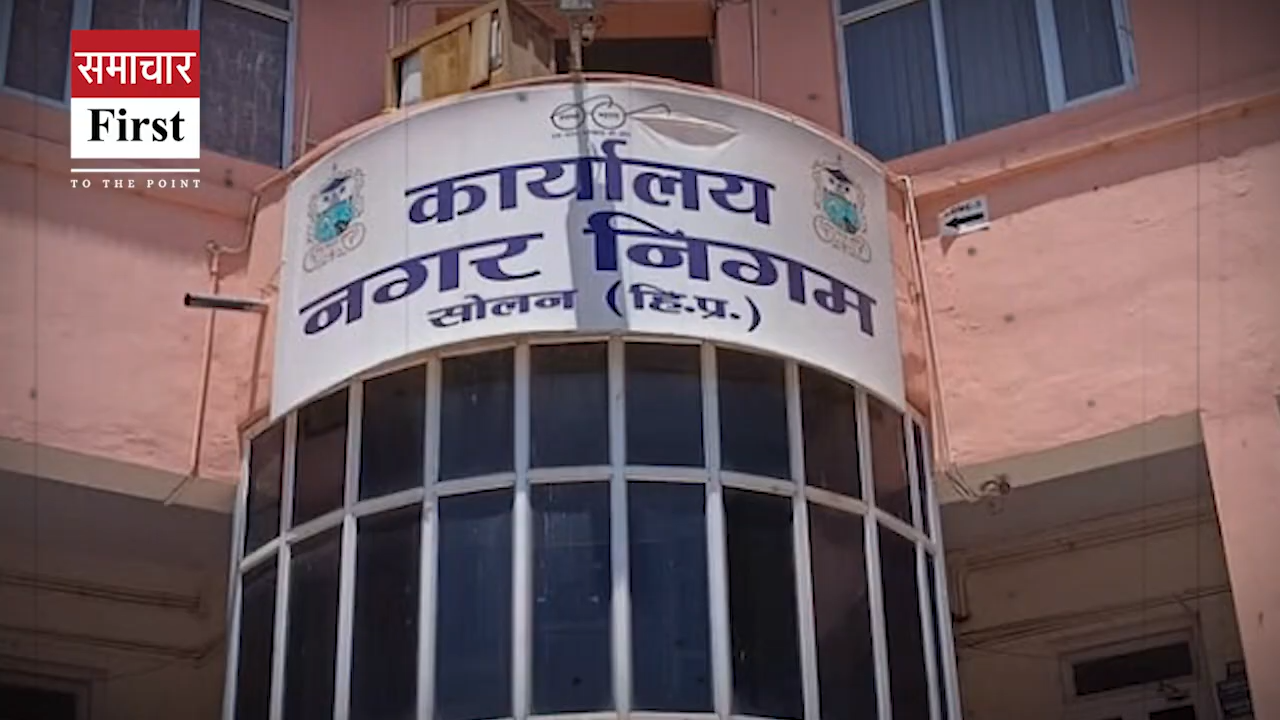 समाचार
First
TO THE POINT
कार्यालय
नगर निगम
सोलन (हि.प्र.)